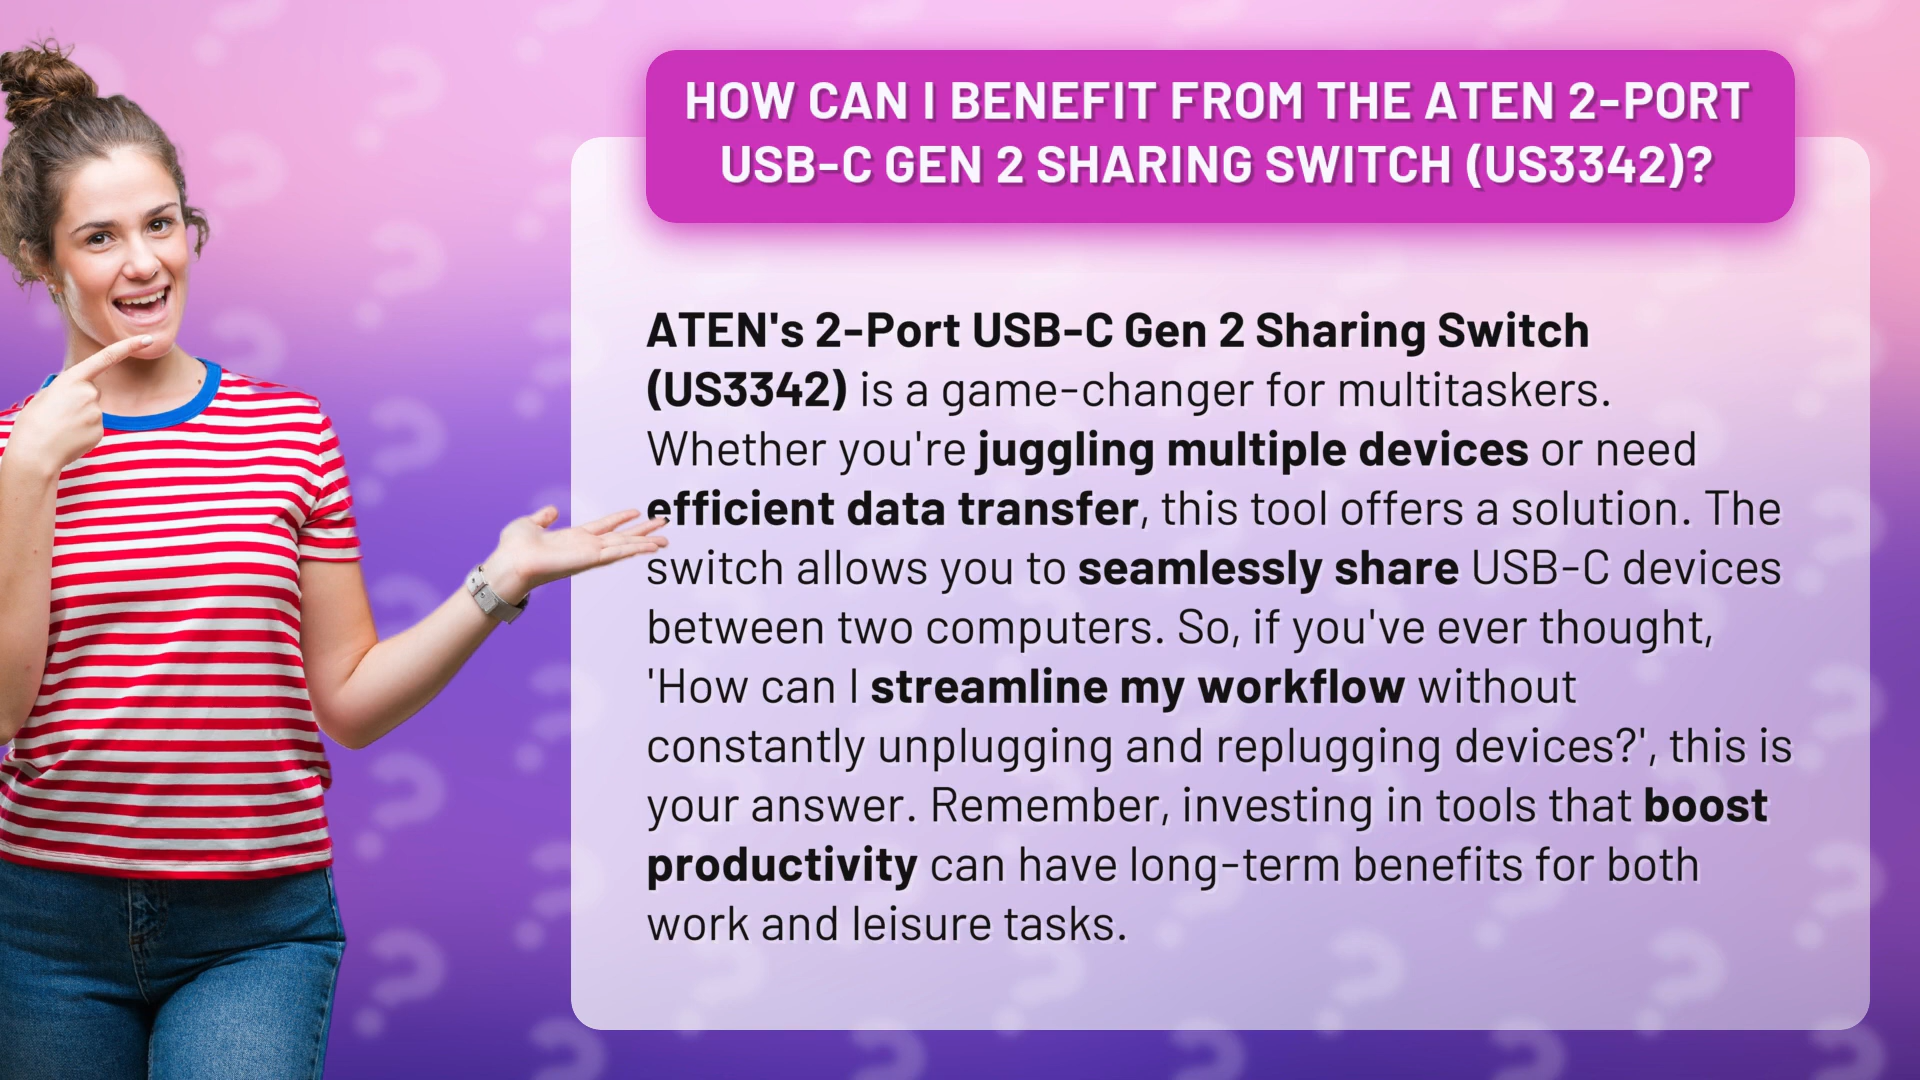 HOW CAN I BENEFIT FROM THE ATEN 2-PORT
USB-C GEN 2 SHARING SWITCH (US3342)?
ATEN's 2-Port USB-C Gen 2 Sharing Switch
(US3342) is a game-changer for multitaskers.
Whether you're juggling multiple devices or need
efficient data transfer, this tool offers a solution. The
switch allows you to seamlessly share USB-C devices
between two computers. So, if you've ever thought,
'How can I streamline my workflow without
constantly unplugging and replugging devices?', this is
your answer. Remember, investing in tools that boost
productivity can have long-term benefits for both
work and leisure tasks.